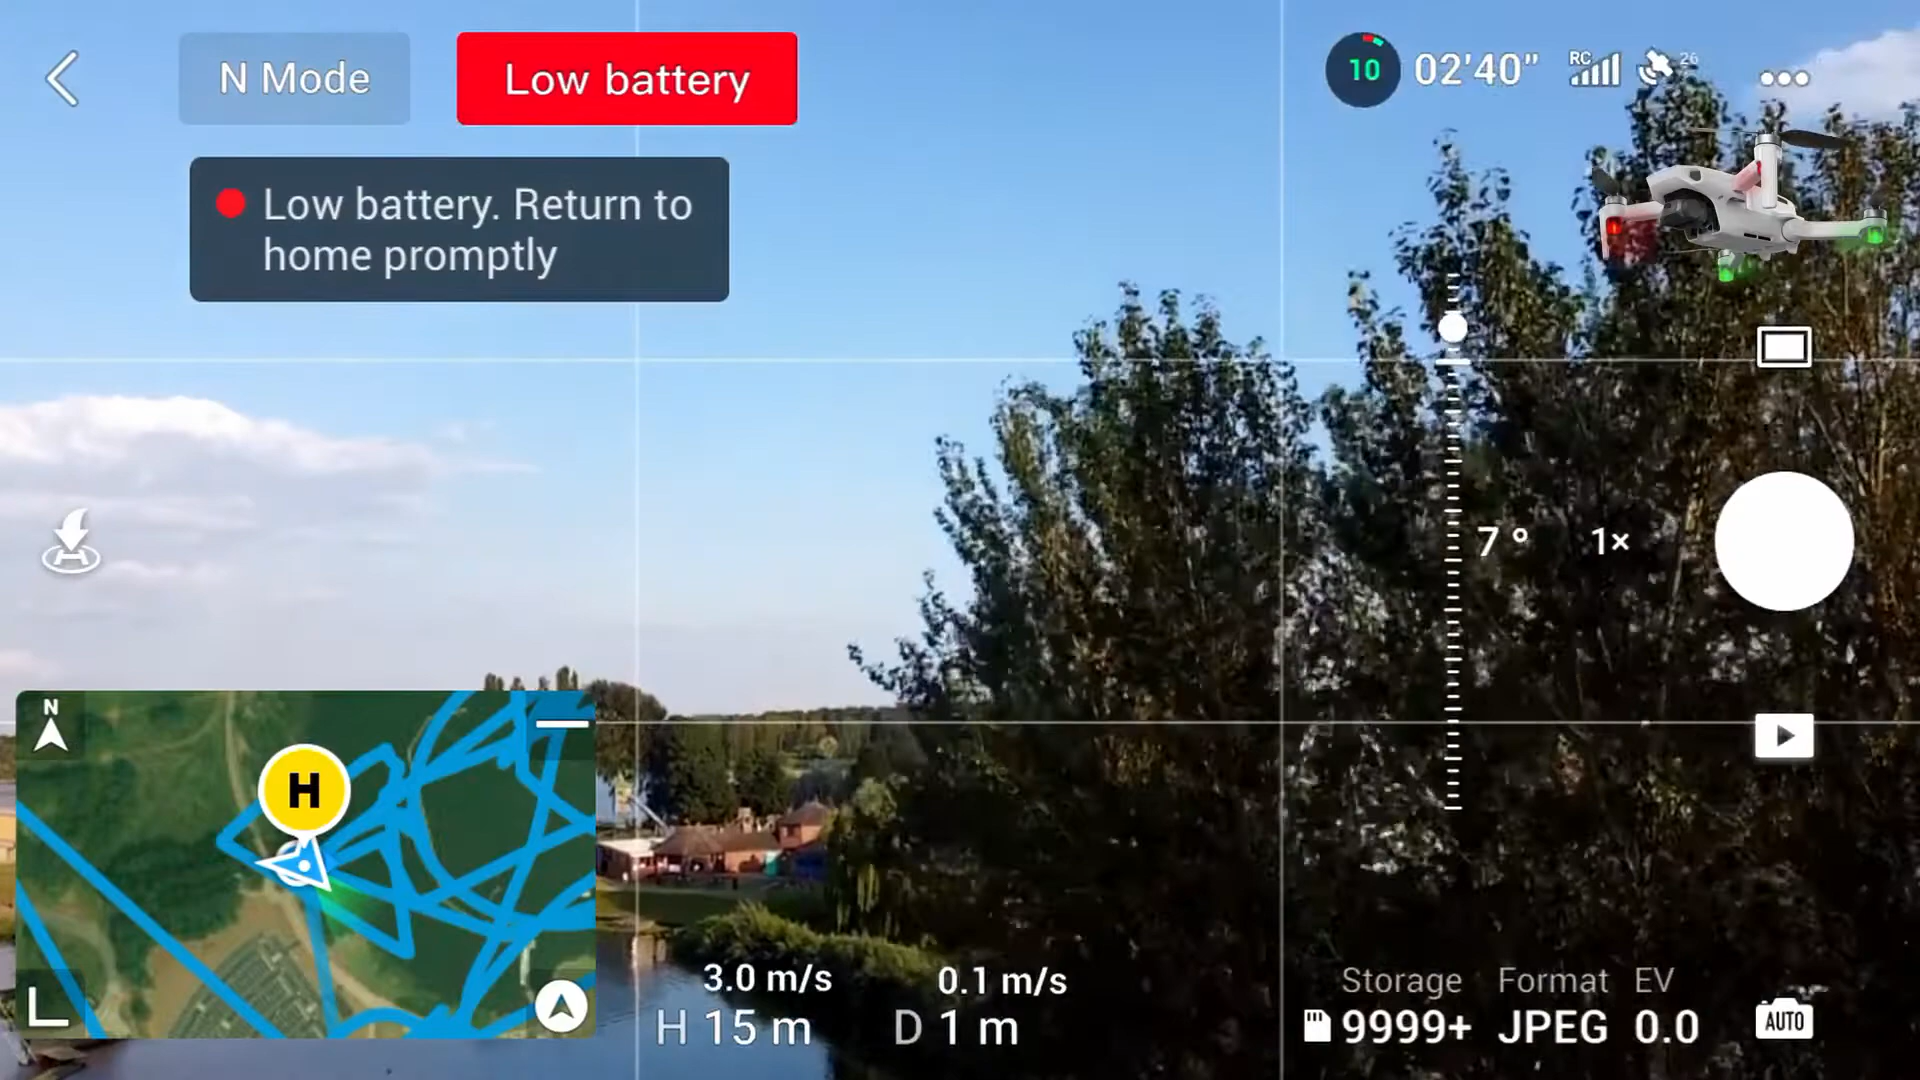 N Mode
Low battery
10
02'40"
RC
26
Low battery. Return to
home promptly
7°
1×
N
H
3.0 m/s
0.1 m/s
H 15 m
D 1 m
Storage
Format
EV
9999+
JPEG
0.0
AUTO